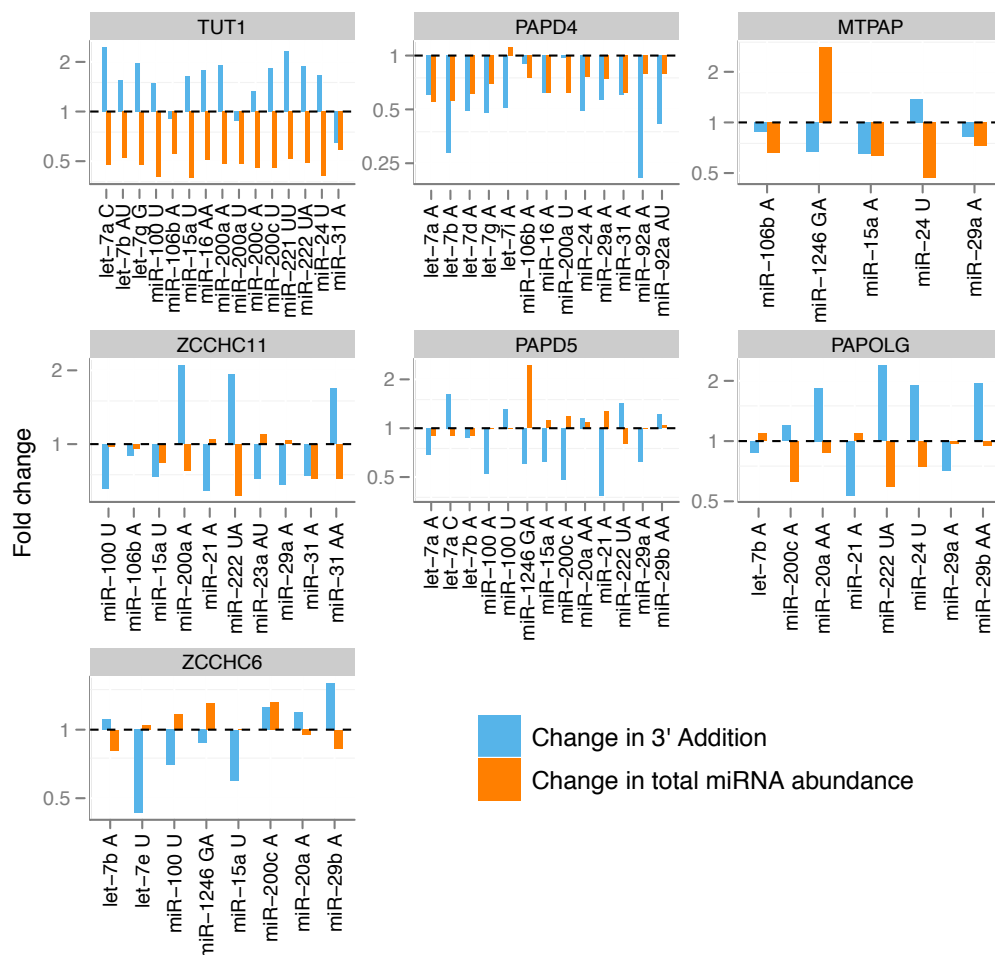 TUT1
2
1
0.5
let−7a C
let−7b AU
let−7g G
miR−100 U
miR−106b A
miR−15a U
miR−16 AA
miR−200a A
miR−200a U
miR−200c A
miR−200c U
miR−221 UU
miR−222 UA
miR−24 U
miR−31 A
PAPD4
1
0.5
0.25
let−7a A
let−7b A
let−7d A
let−7g A
let−7i A
miR−106b A
miR−16 A
miR−200a U
miR−24 A
miR−29a A
miR−31 A
miR−92a A
miR−92a AU
MTPAP
2
1
0.5
miR−106b A
miR−1246 GA
miR−15a A
miR−24 U
miR−29a A
Fold change
ZCCHC11
2
1
miR−100 U
miR−106b A
miR−15a U
miR−200a A
miR−21 A
miR−222 UA
miR−23a AU
miR−29a A
miR−31 A
miR−31 AA
PAPD5
2
1
0.5
let−7a A
let−7a C
let−7b A
miR−100 A
miR−100 U
miR−1246 GA
miR−15a A
miR−200c A
miR−20a AA
miR−21 A
miR−222 UA
miR−29a A
miR−29b AA
PAPOLG
2
1
0.5
let−7b A
miR−200c A
miR−20a AA
miR−21 A
miR−222 UA
miR−24 U
miR−29a A
miR−29b AA
ZCCHC6
1
0.5
let−7b A
let−7e U
miR−100 U
miR−1246 GA
miR−15a U
miR−200c A
miR−20a A
miR−29b A
Change in 3' Addition
Change in total miRNA abundance